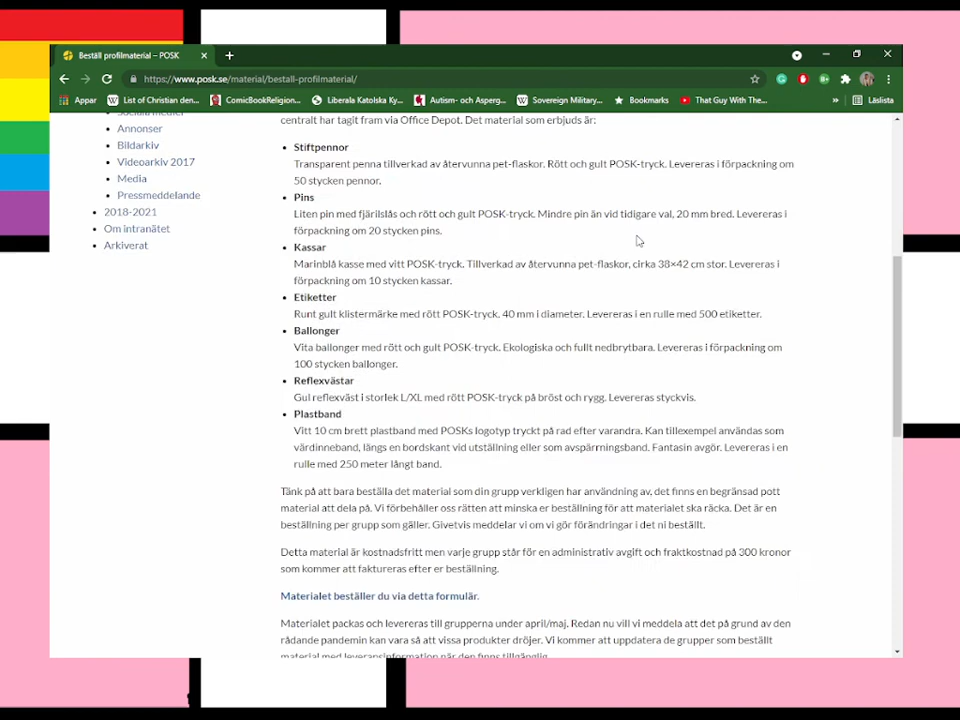 Beställ profilmaterial – POSK
https://www.posk.se/material/bestall-profilmaterial/
Appar
List of Christian den...
ComicBookReligion...
Liberala Katolska Ky...
Autism- och Asperg...
Sovereign Military...
Bookmarks
That Guy With The...
»
Läslista
Sociala medier
Annonser
Bildarkiv
Videoarkiv 2017
Media
Pressmeddelande
2018-2021
Om intranätet
Arkiverat
centralt har tagit fram via Office Depot. Det material som erbjuds är:
Stiftpennor
Transparent penna tillverkad av återvunna pet-flaskor. Rött och gult POSK-tryck. Levereras i förpackning om
50 stycken pennor.
Pins
Liten pin med fjärilslås och rött och gult POSK-tryck. Mindre pin än vid tidigare val, 20 mm bred. Levereras i
förpackning om 20 stycken pins.
Kassar
Marinblå kasse med vitt POSK-tryck. Tillverkad av återvunna pet-flaskor, cirka 38×42 cm stor. Levereras i
förpackning om 10 stycken kassar.
Etiketter
Runt gult klistermärke med rött POSK-tryck. 40 mm i diameter. Levereras i en rulle med 500 etiketter.
Ballonger
Vita ballonger med rött och gult POSK-tryck. Ekologiska och fullt nedbrytbara. Levereras i förpackning om
100 stycken ballonger.
Reflexvästar
Gul reflexväst i storlek L/XL med rött POSK-tryck på bröst och rygg. Levereras styckvis.
Plastband
Vitt 10 cm brett plastband med POSKs logotyp tryckt på rad efter varandra. Kan tillexempel användas som
värdinneband, längs en bordskant vid utställning eller som avspärrningsband. Fantasin avgör. Levereras i en
rulle med 250 meter långt band.
Tänk på att bara beställa det material som din grupp verkligen har användning av, det finns en begränsad pott
material att dela på. Vi förbehåller oss rätten att minska er beställning för att materialet ska räcka. Det är en
beställning per grupp som gäller. Givetvis meddelar vi om vi gör förändringar i det ni beställt.
Detta material är kostnadsfritt men varje grupp står för en administrativ avgift och fraktkostnad på 300 kronor
som kommer att faktureras efter er beställning.
Materialet beställer du via detta formulär.
Materialet packas och levereras till grupperna under april/maj. Redan nu vill vi meddela att det på grund av den
rådande pandemin kan vara så att vissa produkter dröjer. Vi kommer att uppdatera de grupper som beställt
material med leveransinformation när den finns tillgänglig.